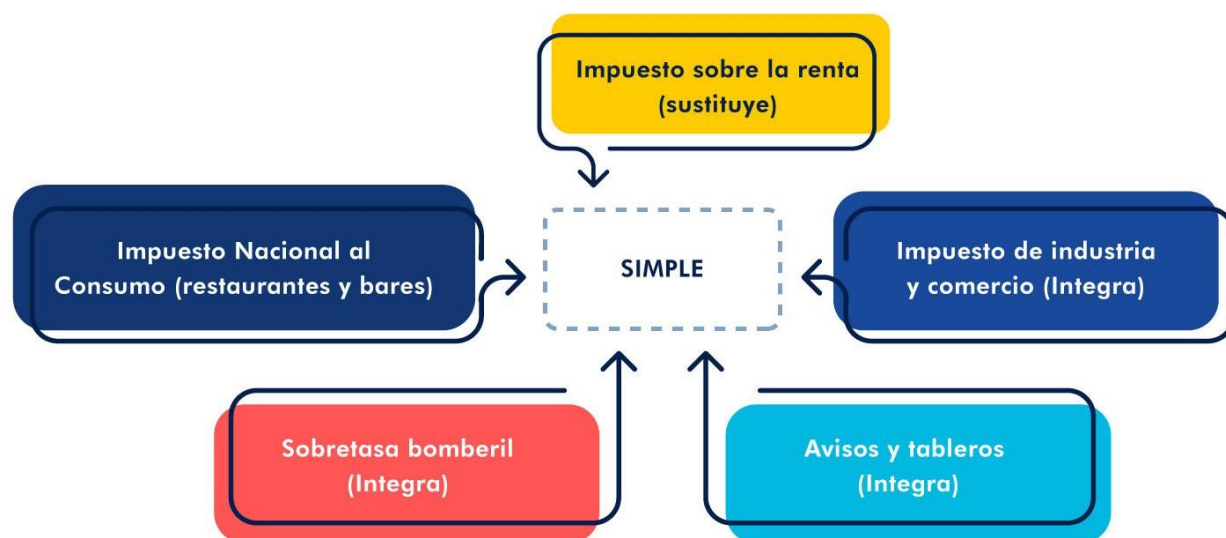 Impuesto sobre la renta
(sustituye)
Impuesto Nacional al
Consumo (restaurantes y bares)
SIMPLE
Impuesto de industria
y comercio (Integra)
Sobretasa bomberil
(Integra)
Avisos y tableros
(Integra)